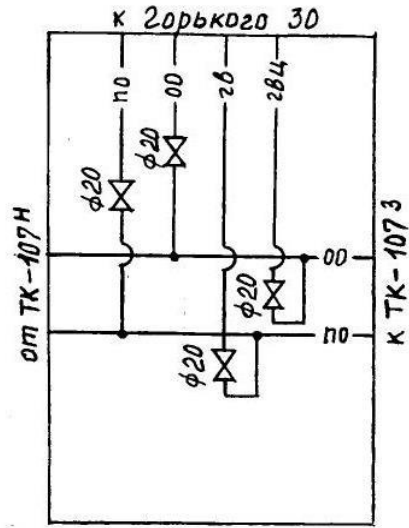 к Горького 30
по
оо
гв
гвц
ф20
ф20
от ТК-107Н
оо
ф20
к ТК-107З
по
ф20